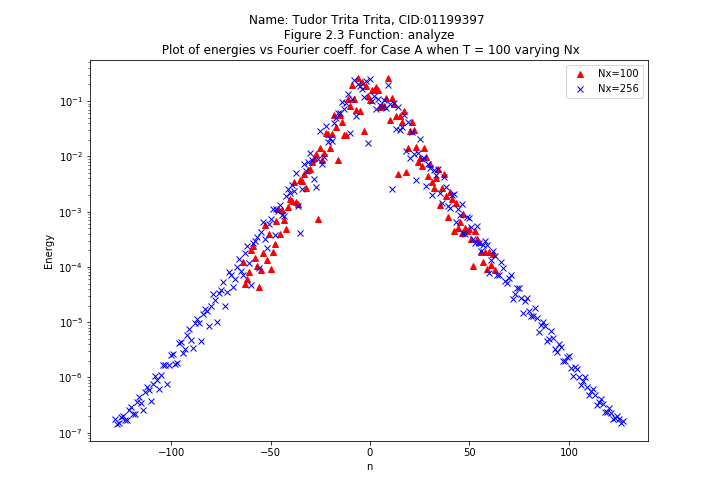 Name: Tudor Trita Trita, CID:01199397
Figure 2.3 Function: analyze
Plot of energies vs Fourier coeff. for Case A when T = 100 varying Nx
Nx=100
Nx=256
Energy
10⁻¹
10⁻²
10⁻³
10⁻⁴
10⁻⁵
10⁻⁶
10⁻⁷
−100 −50 0 50 100
n